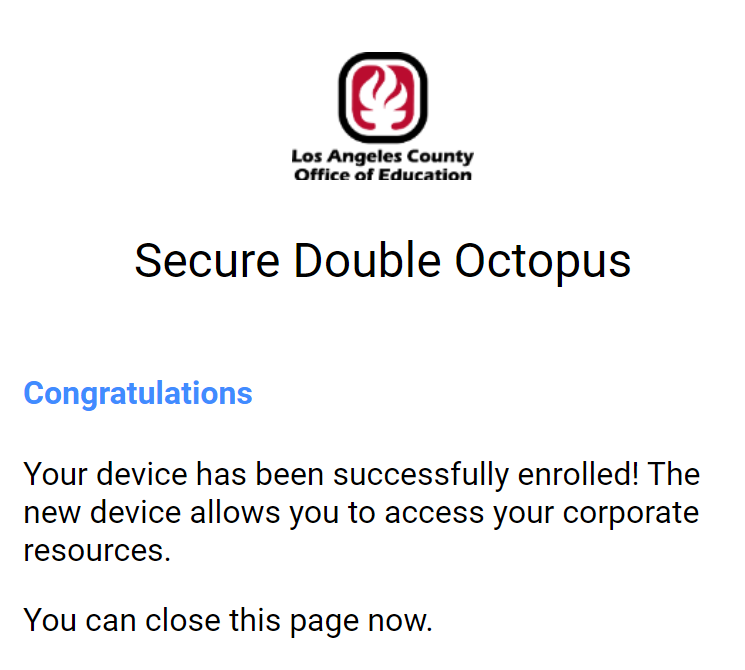 Los Angeles County
Office of Education
Secure Double Octopus
Congratulations
Your device has been successfully enrolled! The
new device allows you to access your corporate
resources.
You can close this page now.